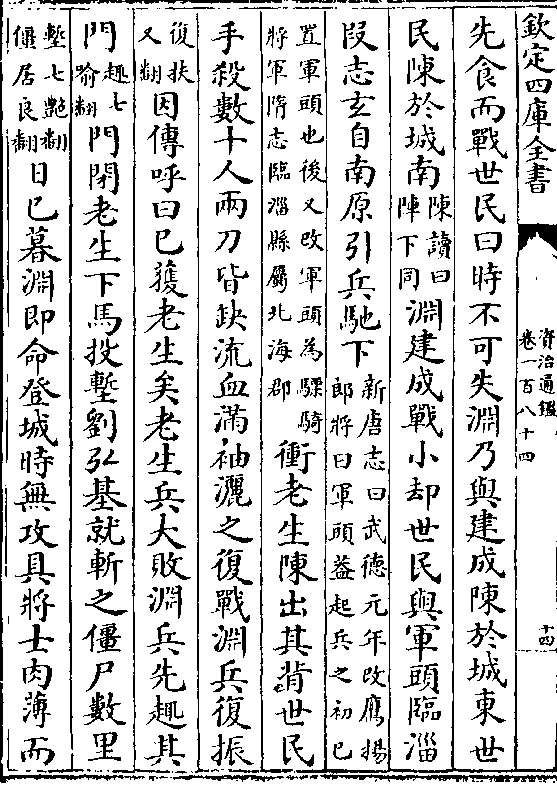 欽定四庫全書
資治通鑑
卷一百八十四
十四
先食而戰世民曰時不可失淵乃與建成陳於城東世
民陳於城南陳讀曰陣下同淵建成戰小却世民與軍頭臨淄
叚志玄自南原引兵馳下新唐志曰武德元年改鷹揚郎將曰軍頭葢起兵之初已
置軍頭也後又改軍頭為驃騎將軍隋志臨淄縣屬北海郡衝老生陳出其背世民
手殺數十人兩刀皆缺流血滿袖灑之復戰淵兵復振
復扶又翻因傳呼曰已獲老生矣老生兵大敗淵兵先趣其
門趣七喻翻門閉老生下馬投塹劉弘基就斬之僵尸數里
塹七艶翻僵居良翻日已暮淵即命登城時無攻具將士肉薄而